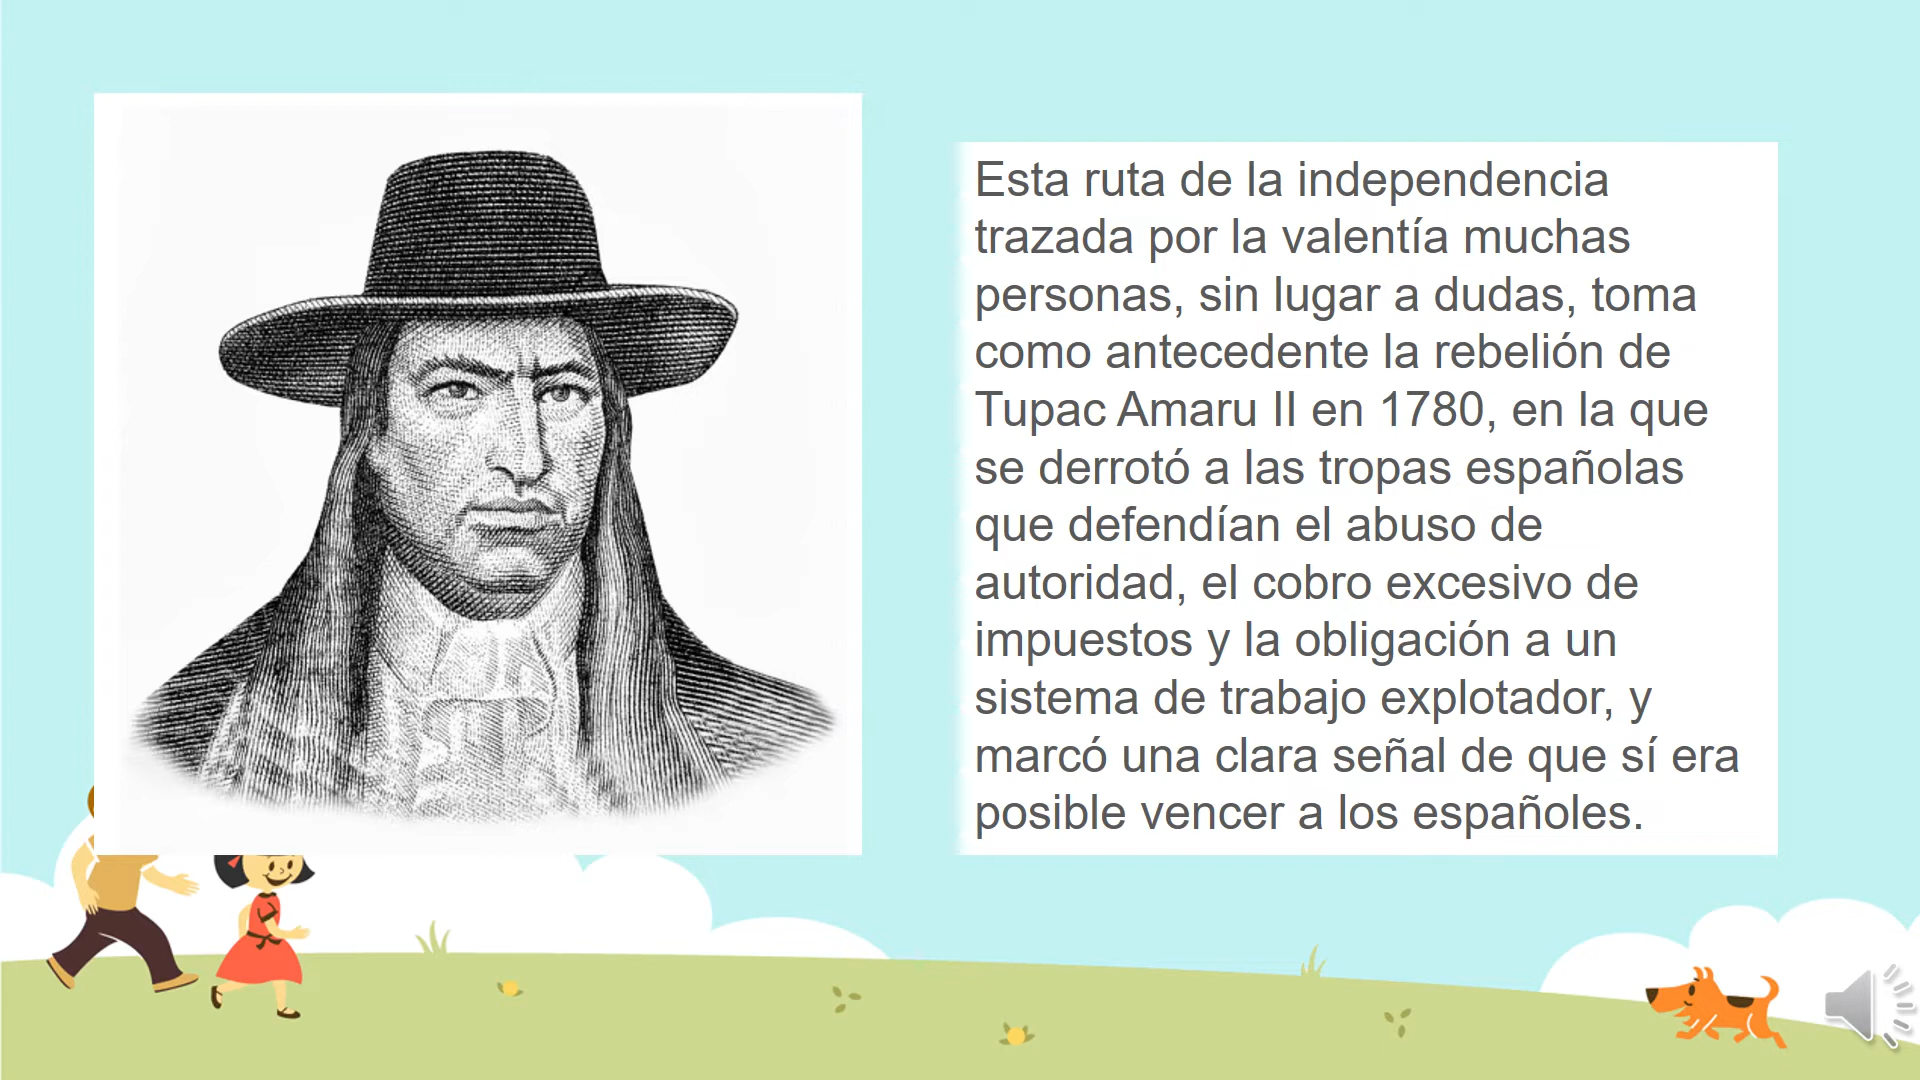 Esta ruta de la independencia
trazada por la valentía muchas
personas, sin lugar a dudas, toma
como antecedente la rebelión de
Tupac Amaru II en 1780, en la que
se derrotó a las tropas españolas
que defendían el abuso de
autoridad, el cobro excesivo de
impuestos y la obligación a un
sistema de trabajo explotador, y
marcó una clara señal de que sí era
posible vencer a los españoles.